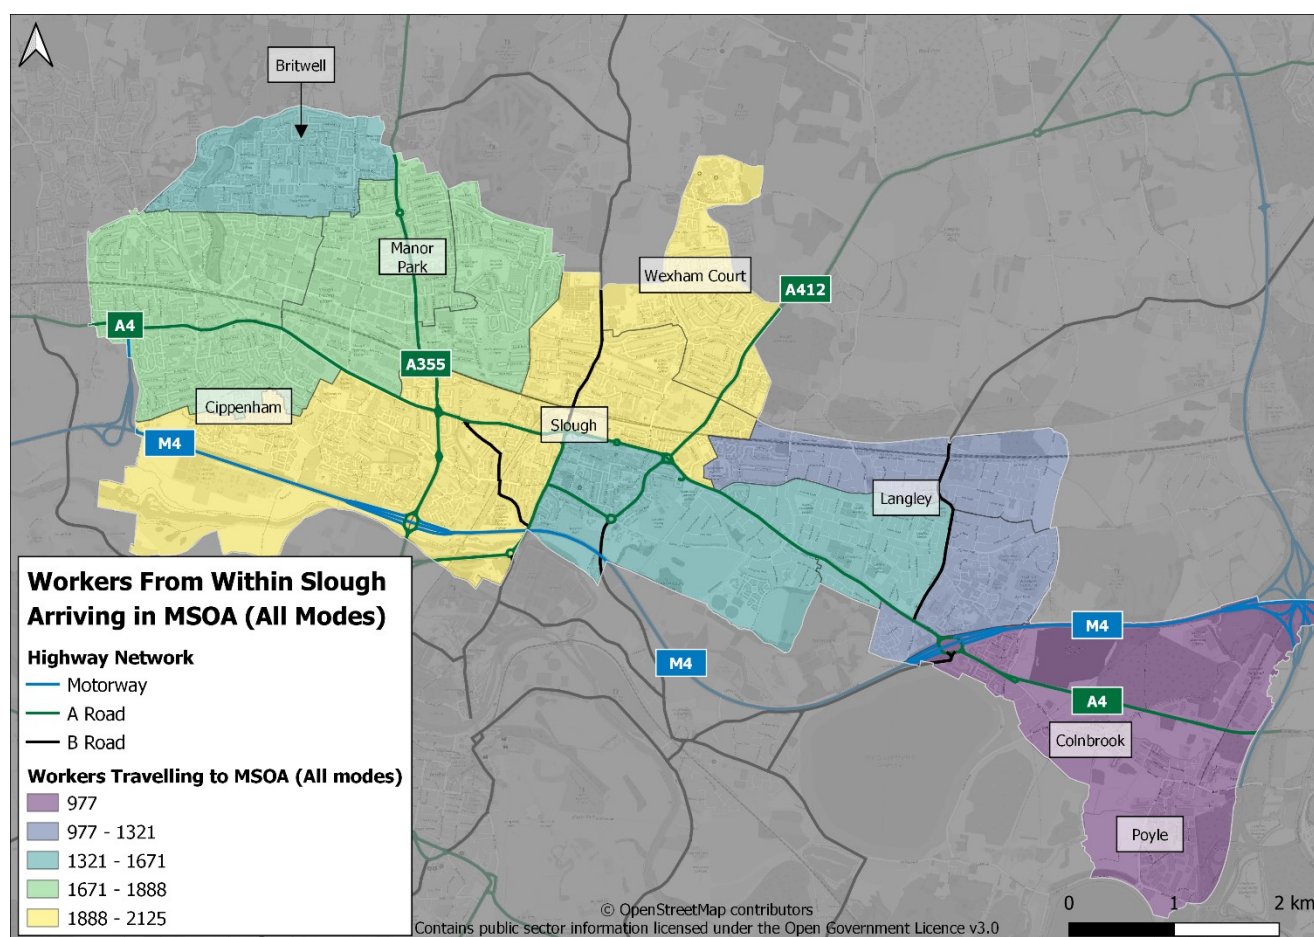 Britwell
Manor
Park
Wexham Court
A412
A4
A355
Cippenham
Slough
M4
Langley
Workers From Within Slough
Arriving in MSOA (All Modes)
Highway Network
Motorway
A Road
B Road
Workers Travelling to MSOA (All modes)
977
977 - 1321
1321 - 1671
1671 - 1888
1888 - 2125
M4
M4
A4
Colnbrook
Poyle
0 1 2 km
© OpenStreetMap contributors
Contains public sector information licensed under the Open Government Licence v3.0